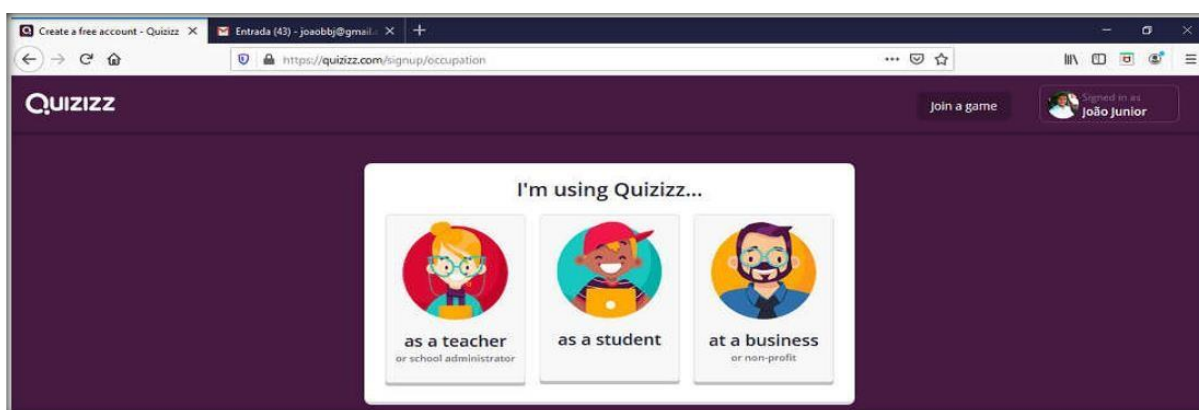 Create a free account - Quizizz
Entrada (43) - joaobbj@gmail.c
https://quizizz.com/signup/occupation
Quizizz
Join a game
Signed in as
João Junior
I'm using Quizizz...
as a teacher
or school administrator
as a student
at a business
or non-profit